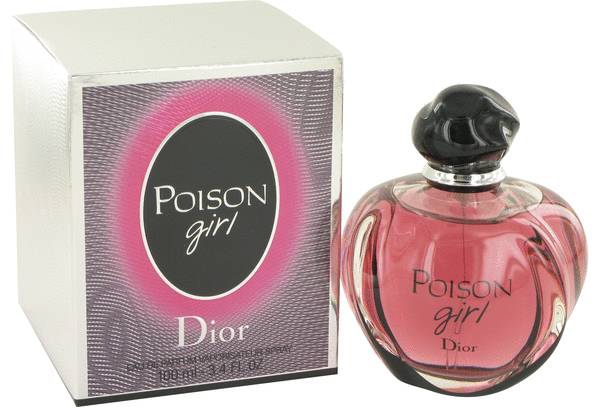 POISON
girl
Dior
EAU DE PARFUM VAPORISATEUR SPRAY
100 ml 3.4 FL OZ
POISON
girl
Dior